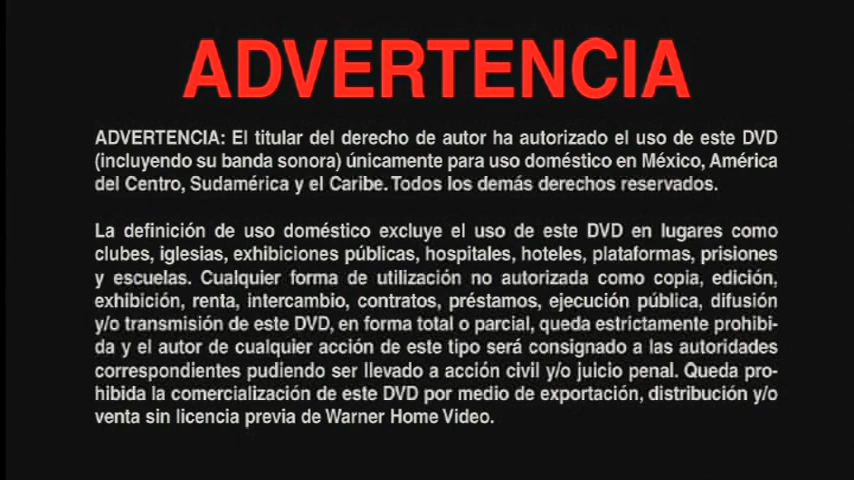 ADVERTENCIA
ADVERTENCIA: El titular del derecho de autor ha autorizado el uso de este DVD
(incluyendo su banda sonora) únicamente para uso doméstico en México, América
del Centro, Sudamérica y el Caribe. Todos los demás derechos reservados.
La definición de uso doméstico excluye el uso de este DVD en lugares como
clubes, iglesias, exhibiciones públicas, hospitales, hoteles, plataformas, prisiones
y escuelas. Cualquier forma de utilización no autorizada como copia, edición,
exhibición, renta, intercambio, contratos, préstamos, ejecución pública, difusión
y/o transmisión de este DVD, en forma total o parcial, queda estrictamente prohibi-
da y el autor de cualquier acción de este tipo será consignado a las autoridades
correspondientes pudiendo ser llevado a acción civil y/o juicio penal. Queda pro-
hibida la comercialización de este DVD por medio de exportación, distribución y/o
venta sin licencia previa de Warner Home Video.